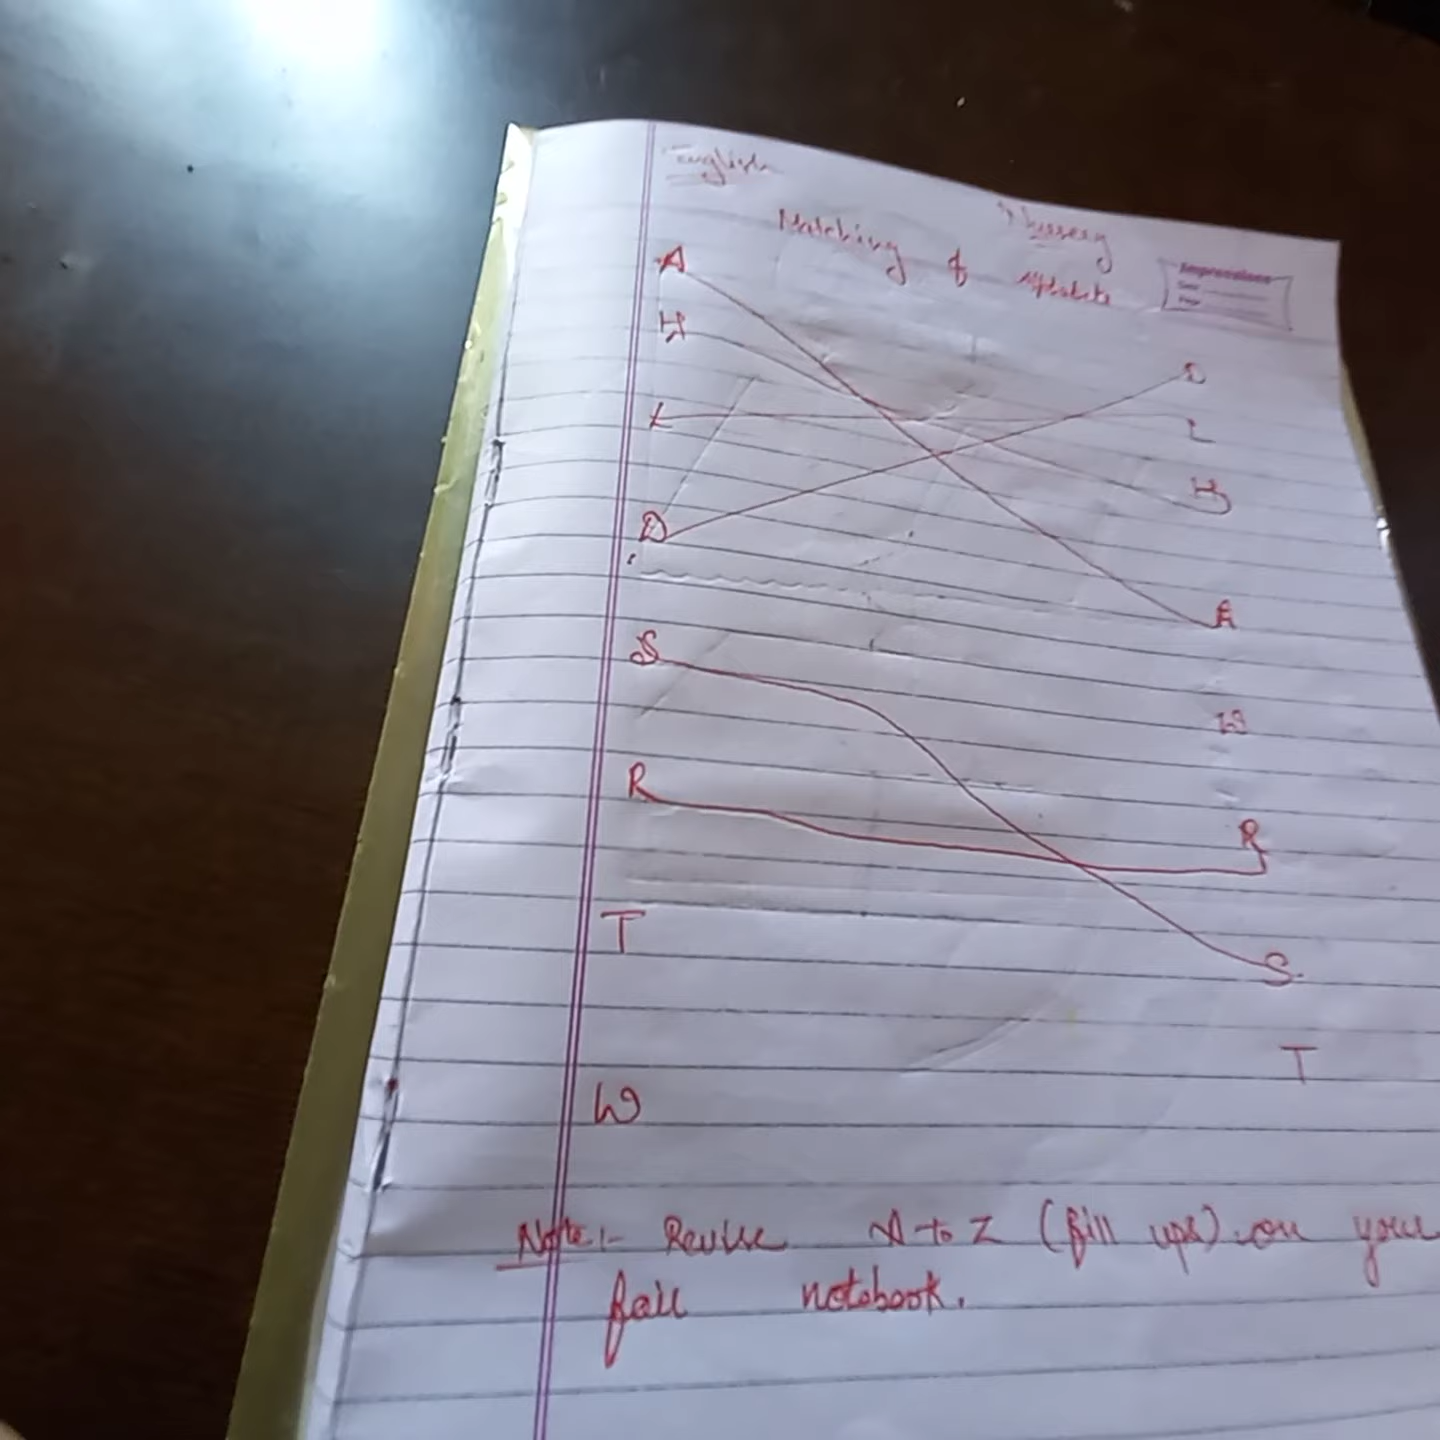 English
Nursery
Matching of Alphabets
Impressions
A
H
D
L
L
H
D
A
S
W
R
R
T
S
T
W
Note:- Revise A to Z (fill ups) on your
fair notebook.